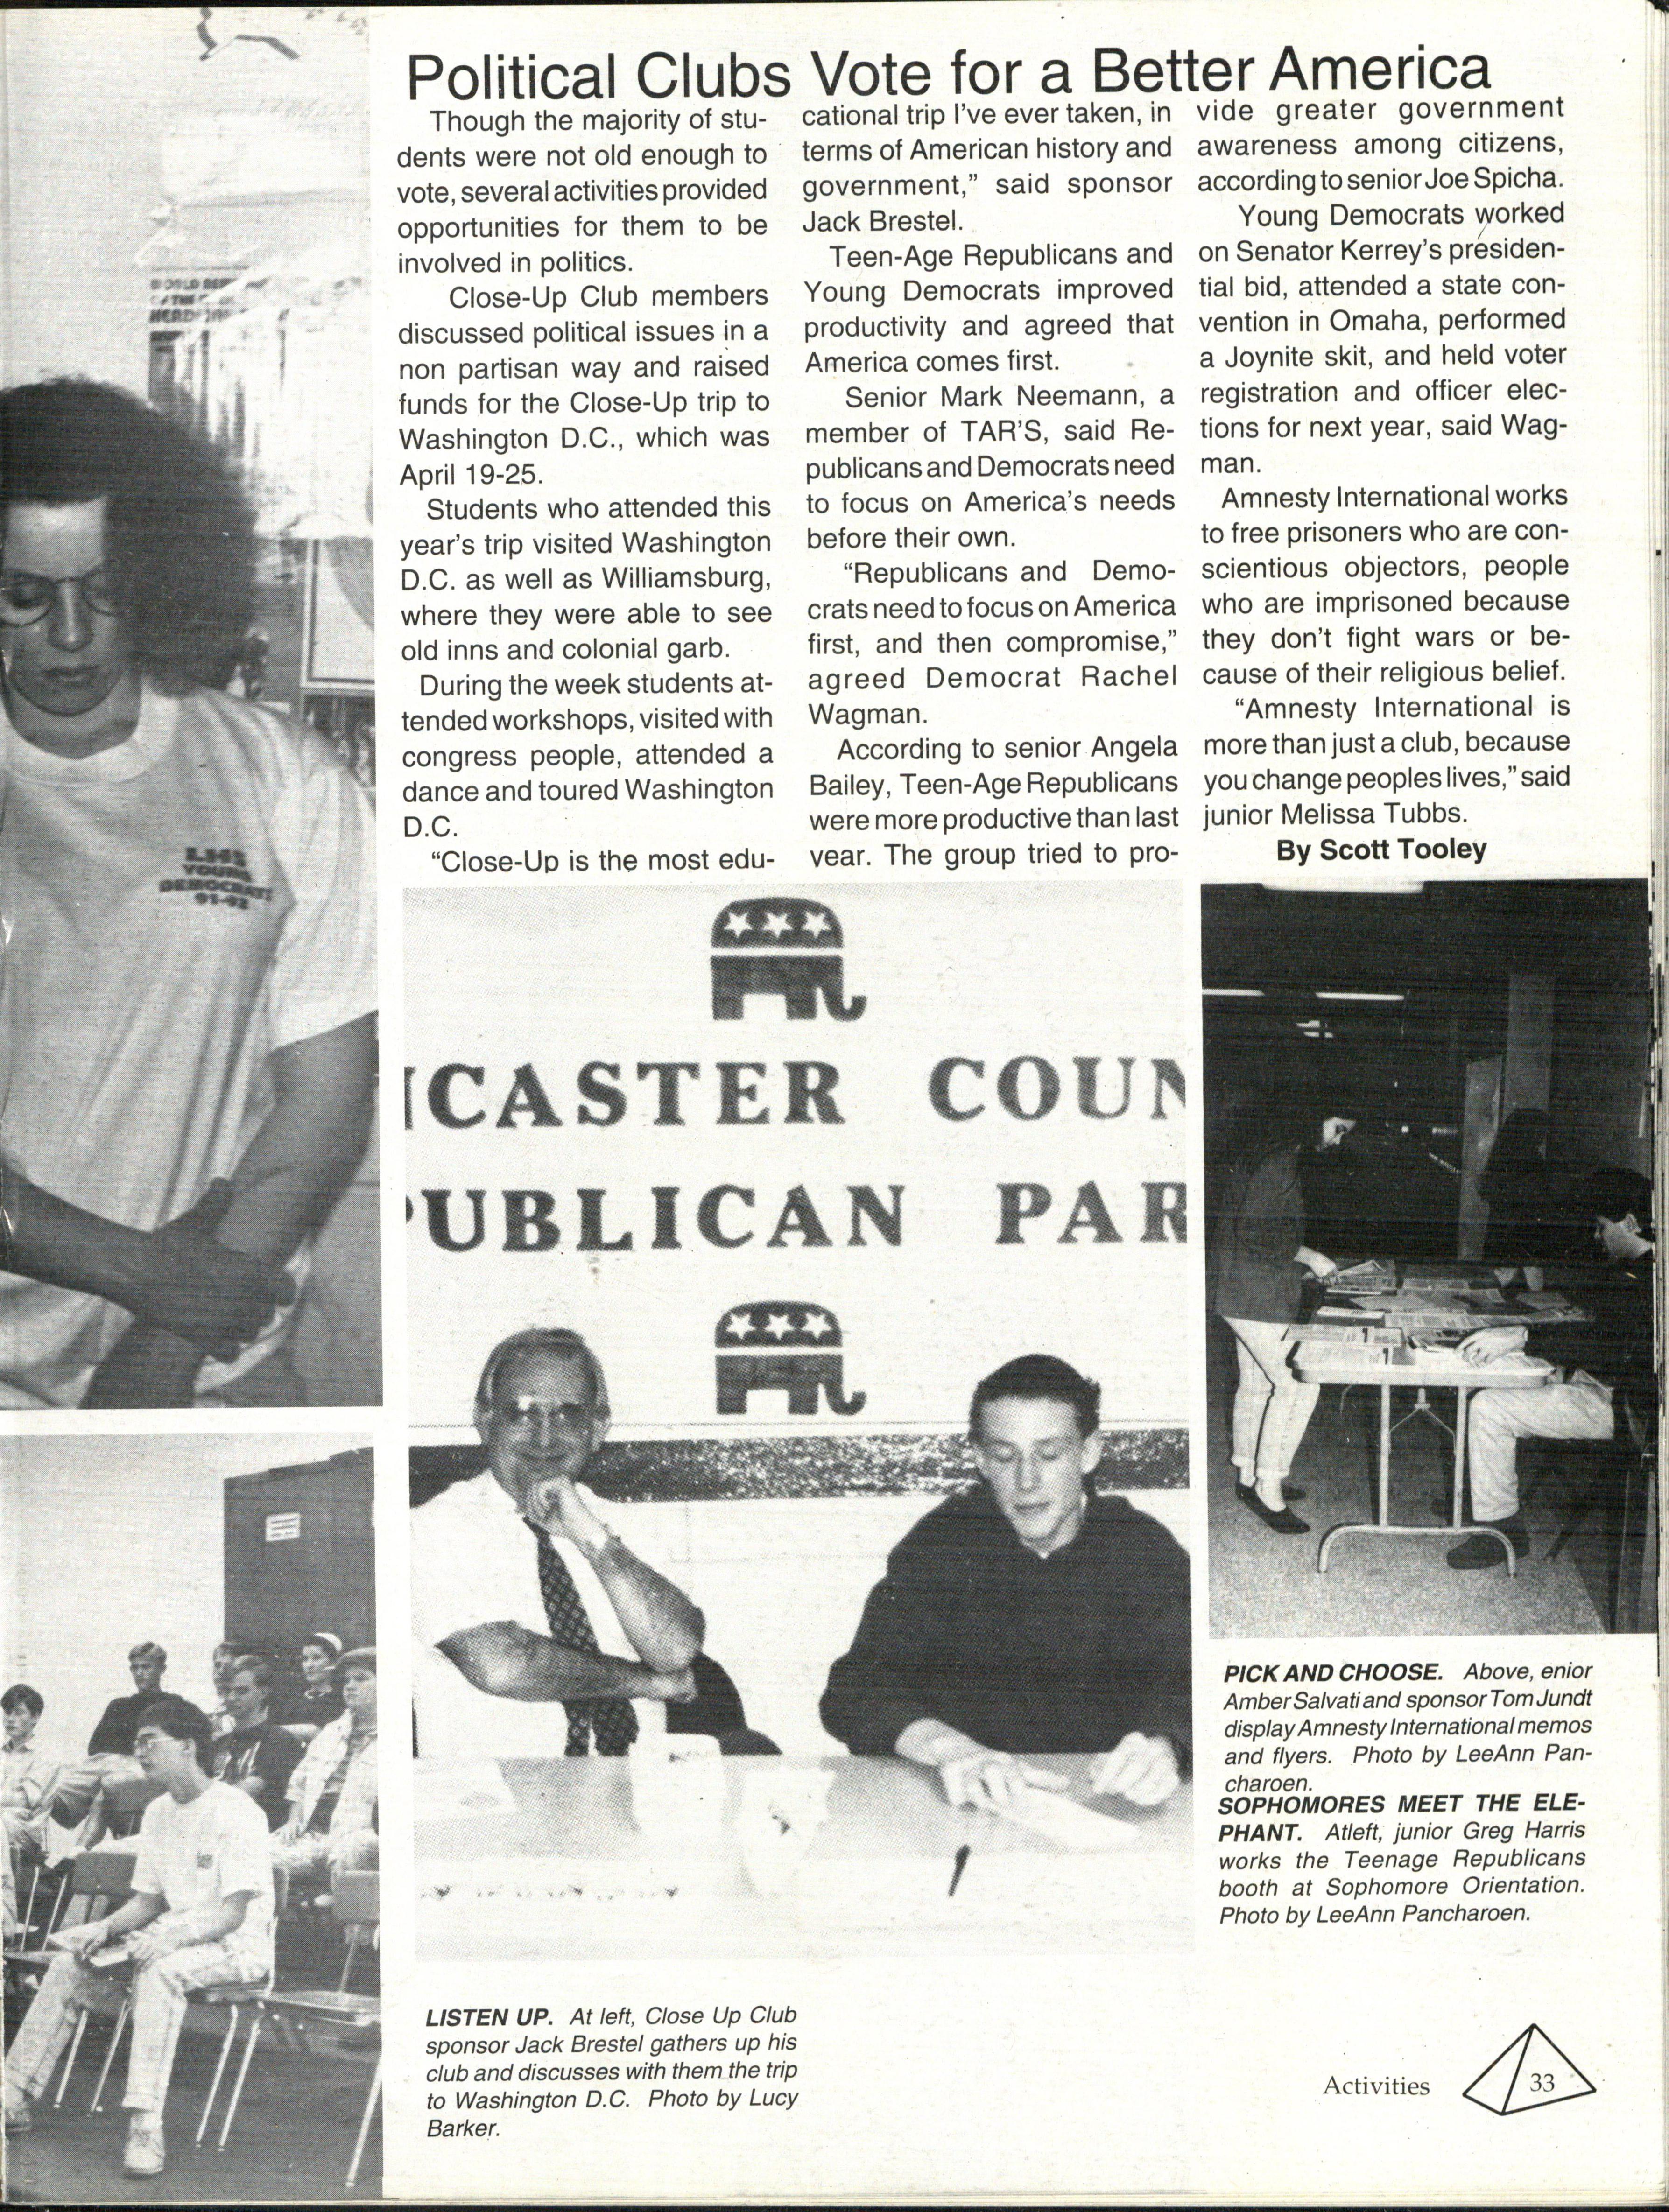 Political Clubs Vote for a Better America
Though the majority of stu-
dents were not old enough to
vote, several activities provided
opportunities for them to be
involved in politics.
Close-Up Club members
discussed political issues in a
non partisan way and raised
funds for the Close-Up trip to
Washington D.C., which was
April 19-25.
Students who attended this
year's trip visited Washington
D.C. as well as Williamsburg,
where they were able to see
old inns and colonial garb.
During the week students at-
tended workshops, visited with
congress people, attended a
dance and toured Washington
D.C.
"Close-Up is the most edu-
cational trip I've ever taken, in
terms of American history and
government," said sponsor
Jack Brestel.
Teen-Age Republicans and
Young Democrats improved
productivity and agreed that
America comes first.
Senior Mark Neemann, a
member of TAR'S, said Re-
publicans and Democrats need
to focus on America's needs
before their own.
"Republicans and Demo-
crats need to focus on America
first, and then compromise,"
agreed Democrat Rachel
Wagman.
According to senior Angela
Bailey, Teen-Age Republicans
were more productive than last
year. The group tried to pro-
vide greater government
awareness among citizens,
according to senior Joe Spicha.
Young Democrats worked
on Senator Kerrey's presiden-
tial bid, attended a state con-
vention in Omaha, performed
a Joynite skit, and held voter
registration and officer elec-
tions for next year, said Wag-
man.
Amnesty International works
to free prisoners who are con-
scientious objectors, people
who are imprisoned because
they don't fight wars or be-
cause of their religious belief.
"Amnesty International is
more than just a club, because
you change peoples lives," said
junior Melissa Tubbs.
By Scott Tooley
LHS
YOUNG
DEMOCRATS
91-92
NCASTER COUN
PUBLICAN PAR
PICK AND CHOOSE. Above, enior
Amber Salvati and sponsor Tom Jundt
display Amnesty International memos
and flyers. Photo by LeeAnn Pan-
charoen.
SOPHOMORES MEET THE ELE-
PHANT. Atleft, junior Greg Harris
works the Teenage Republicans
booth at Sophomore Orientation.
Photo by LeeAnn Pancharoen.
LISTEN UP. At left, Close Up Club
sponsor Jack Brestel gathers up his
club and discusses with them the trip
to Washington D.C. Photo by Lucy
Barker.
Activities 33